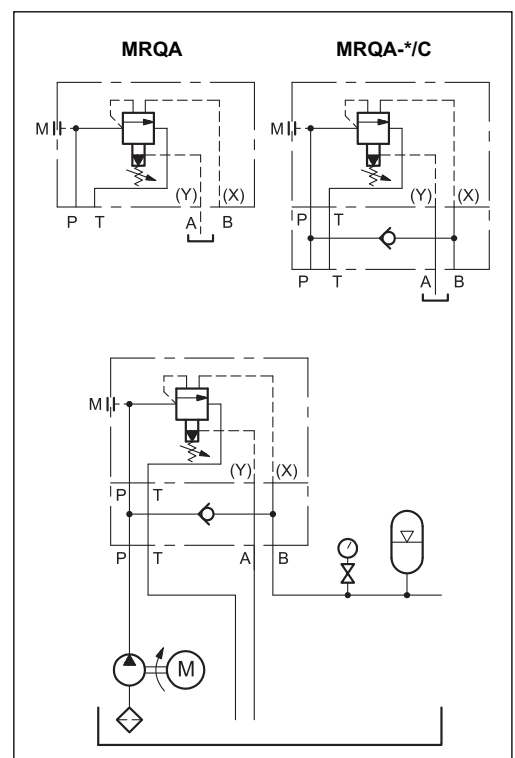 MRQA MRQA-*/C
M M
(Y) (X) (Y) (X)
P T A B P T
P T A B
M
(Y) (X)
P T
P T A B
M